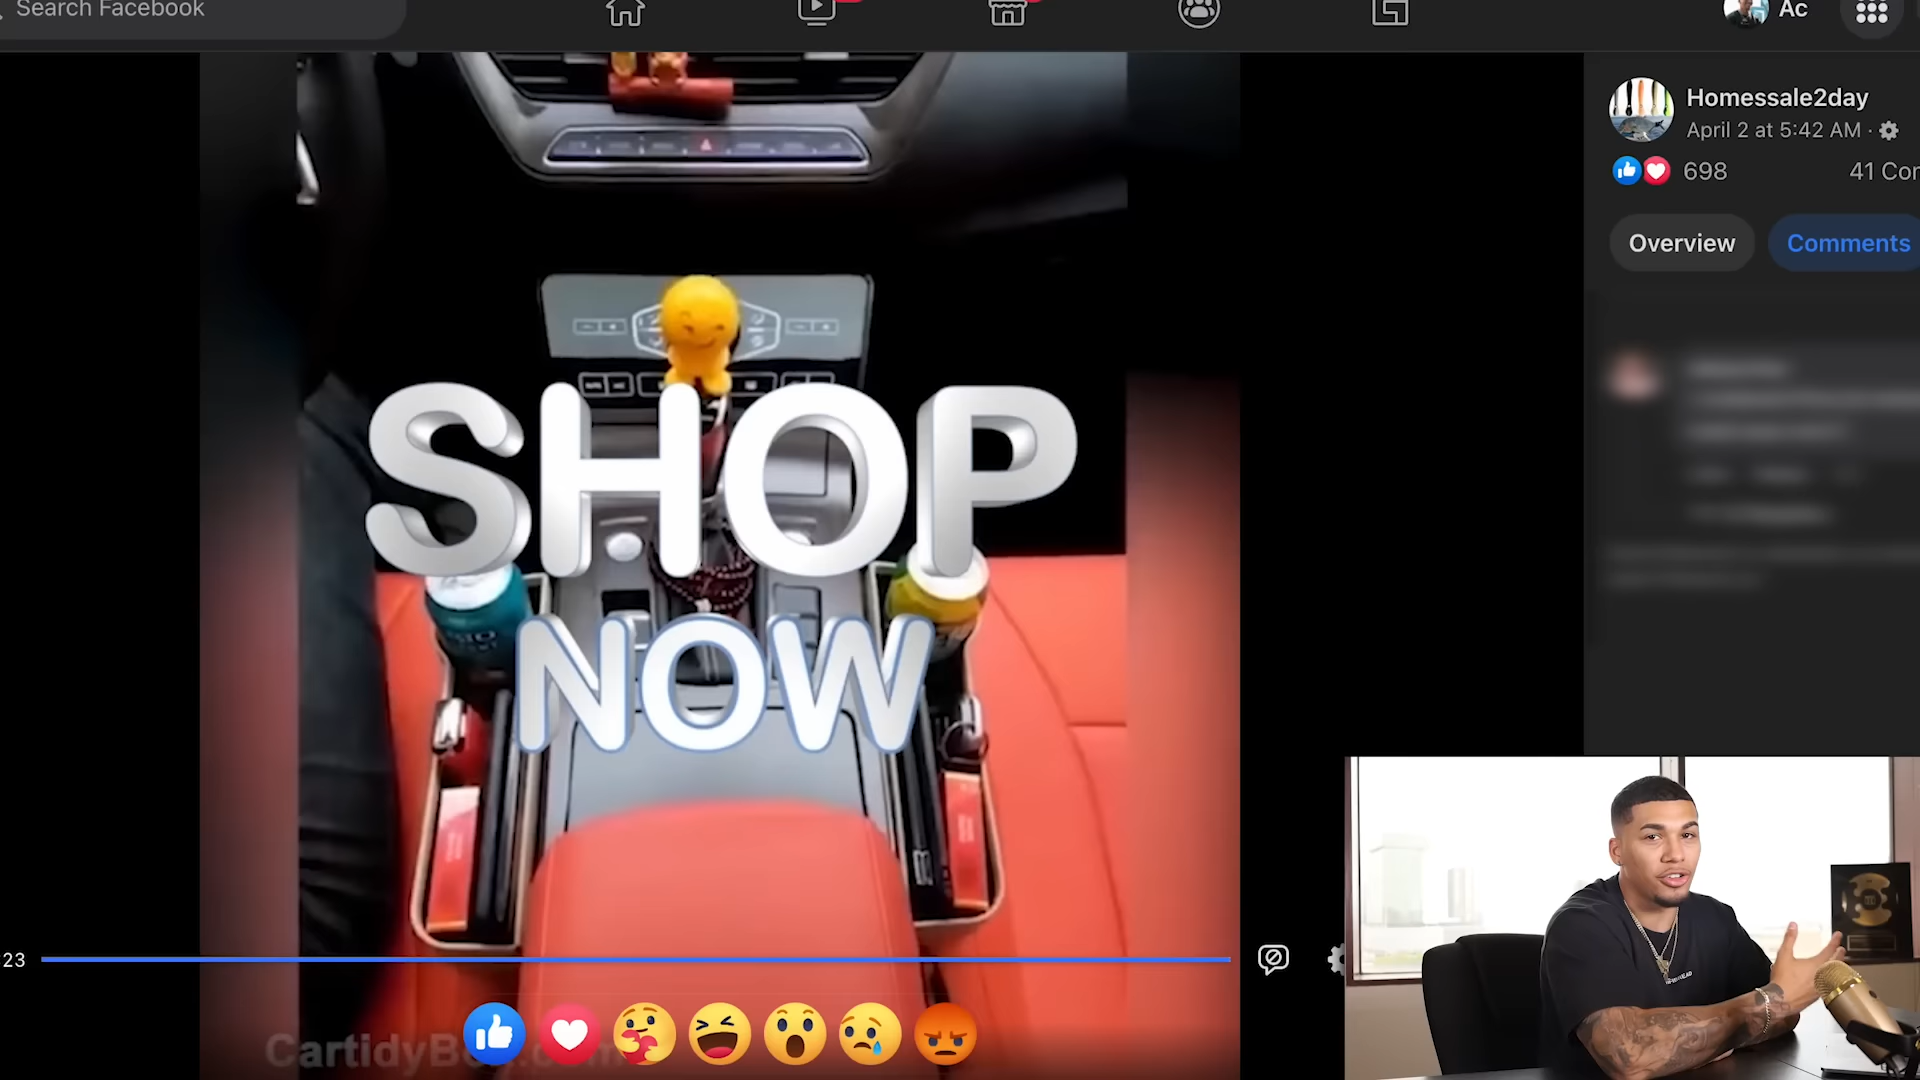 Search Facebook
Ac
Homessale2day
April 2 at 5:42 AM ·
698
41 Cor
Overview
Comments
SHOP
NOW
23